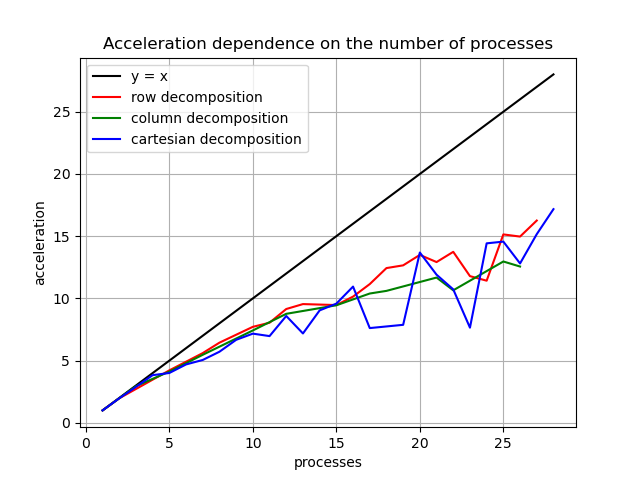 Acceleration dependence on the number of processes
y = x
row decomposition
column decomposition
cartesian decomposition
acceleration
25
20
15
10
5
0
0 5 10 15 20 25
processes